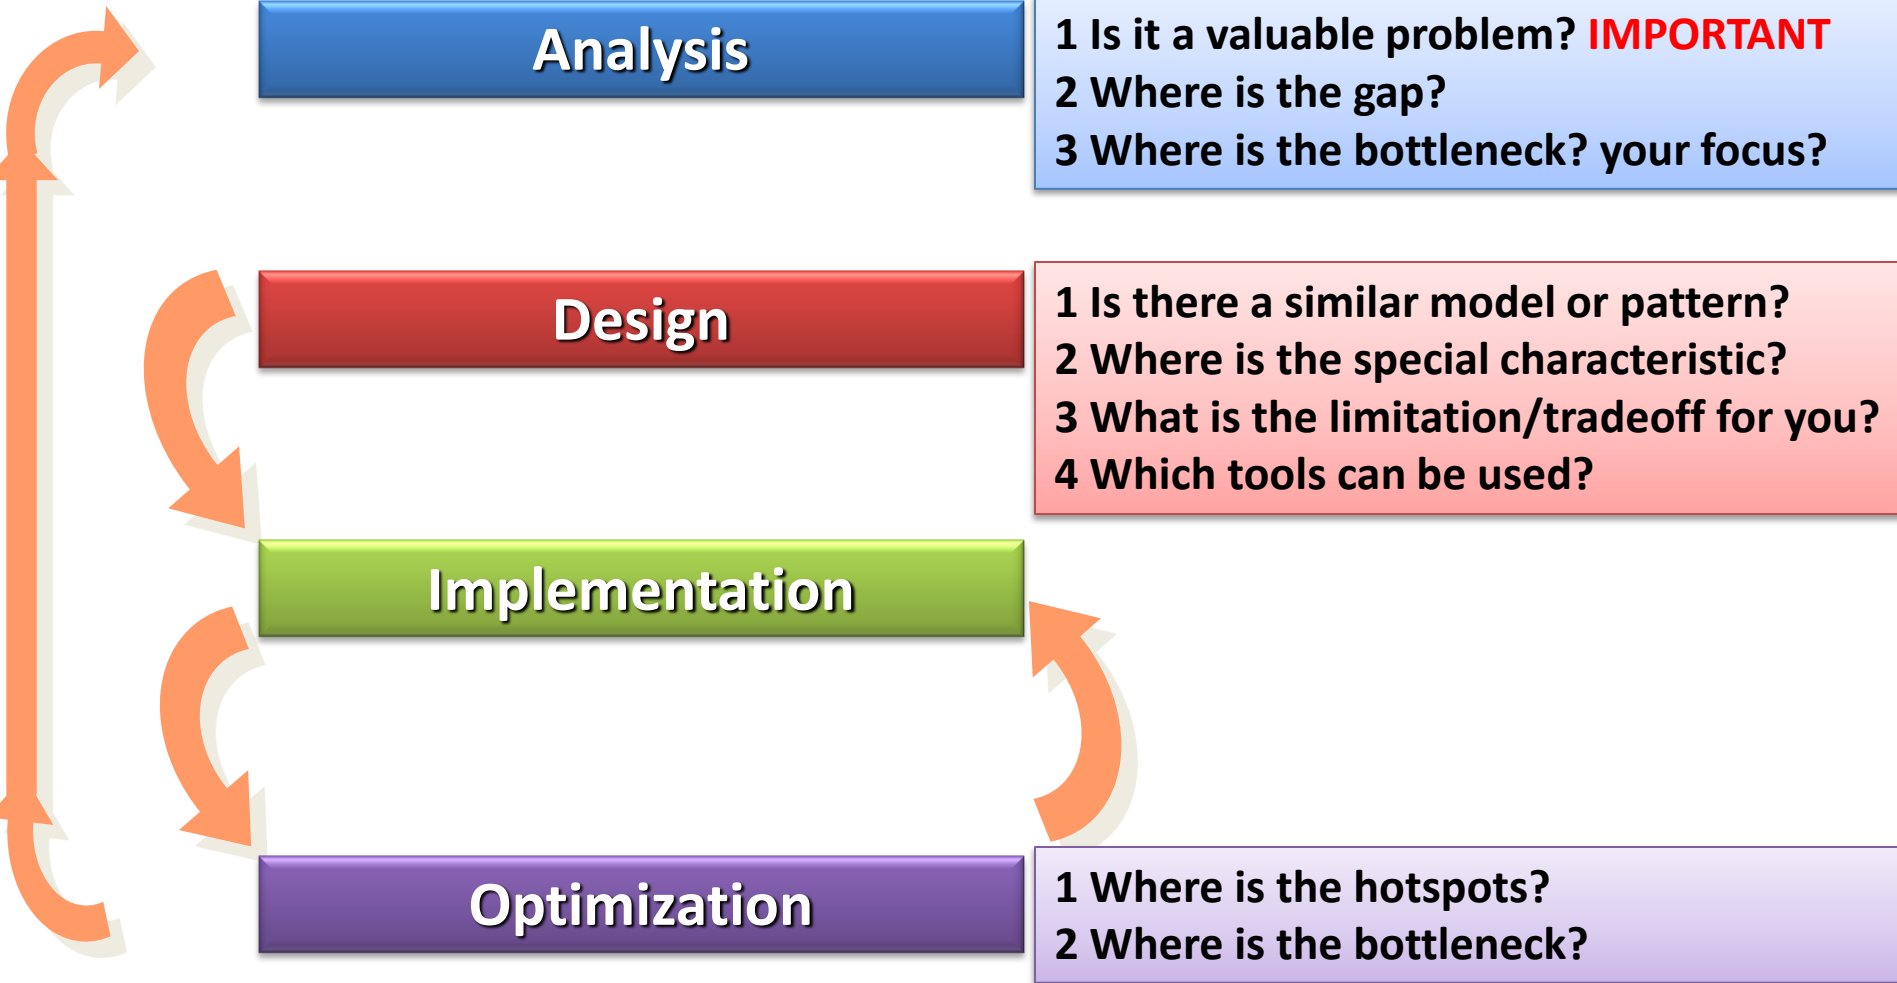 Analysis
1 Is it a valuable problem? IMPORTANT
2 Where is the gap?
3 Where is the bottleneck? your focus?
Design
1 Is there a similar model or pattern?
2 Where is the special characteristic?
3 What is the limitation/tradeoff for you?
4 Which tools can be used?
Implementation
Optimization
1 Where is the hotspots?
2 Where is the bottleneck?